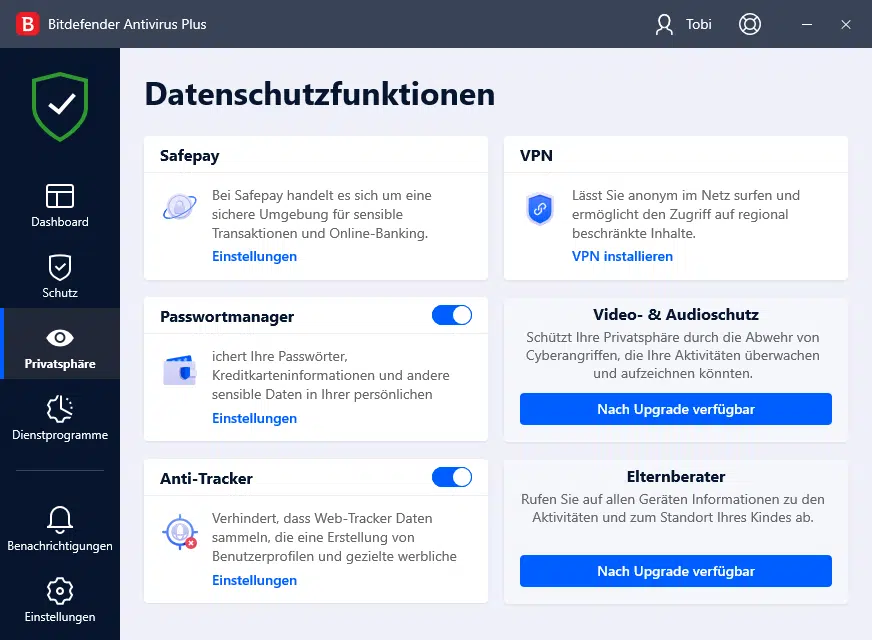 B Bitdefender Antivirus Plus
Tobi
Dashboard
Schutz
Privatsphäre
Dienstprogramme
Benachrichtigungen
Einstellungen
Datenschutzfunktionen
Safepay
Bei Safepay handelt es sich um eine
sichere Umgebung für sensible
Transaktionen und Online-Banking.
Einstellungen
VPN
Lässt Sie anonym im Netz surfen und
ermöglicht den Zugriff auf regional
beschränkte Inhalte.
VPN installieren
Passwortmanager
ichert Ihre Passwörter,
Kreditkarteninformationen und andere
sensible Daten in Ihrer persönlichen
Einstellungen
Video- & Audioschutz
Schützt Ihre Privatsphäre durch die Abwehr von
Cyberangriffen, die Ihre Aktivitäten überwachen
und aufzeichnen könnten.
Nach Upgrade verfügbar
Anti-Tracker
Verhindert, dass Web-Tracker Daten
sammeln, die eine Erstellung von
Benutzerprofilen und gezielte werbliche
Einstellungen
Elternberater
Rufen Sie auf allen Geräten Informationen zu den
Aktivitäten und zum Standort Ihres Kindes ab.
Nach Upgrade verfügbar